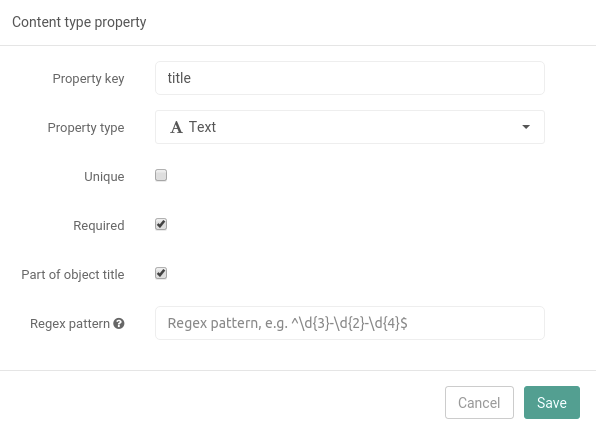 Content type property
Property key
title
Property type
Text
Unique
Required
Part of object title
Regex pattern
Regex pattern, e.g. ^\d{3}-\d{2}-\d{4}$
Cancel
Save